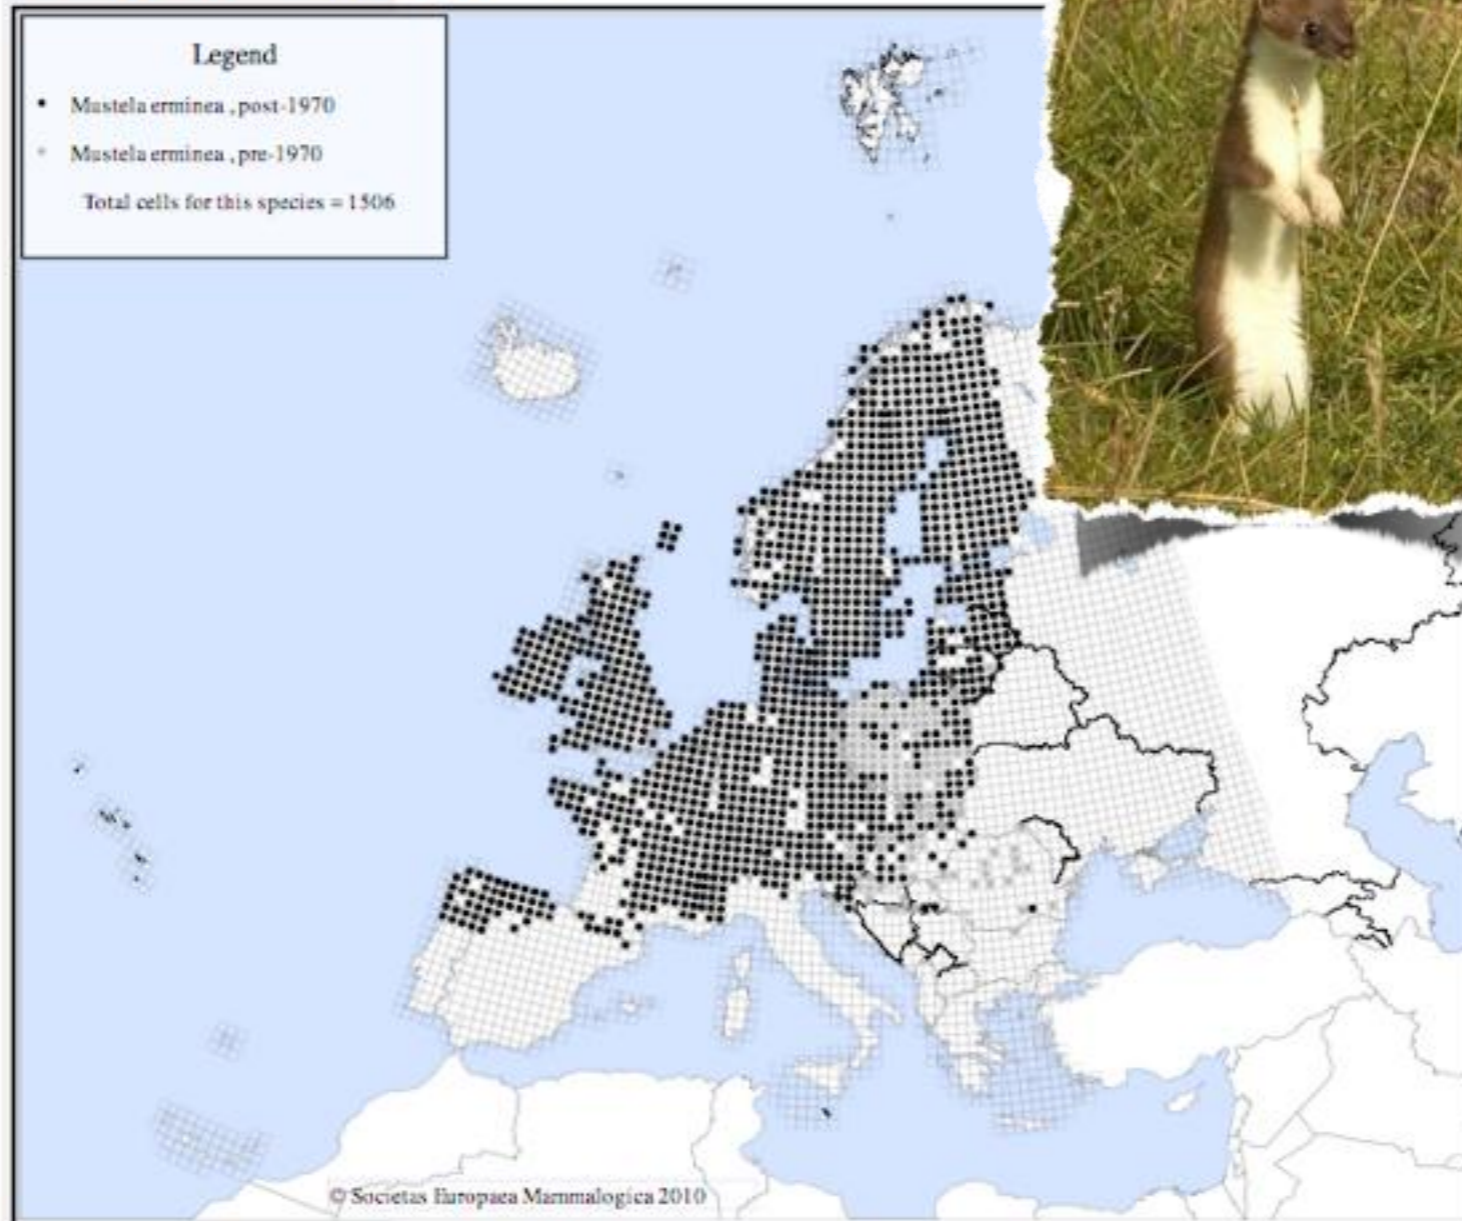 Legend
Mustela erminea , post-1970
Mustela erminea , pre-1970
Total cells for this species = 1506
© Societas Europaea Mammalogica 2010